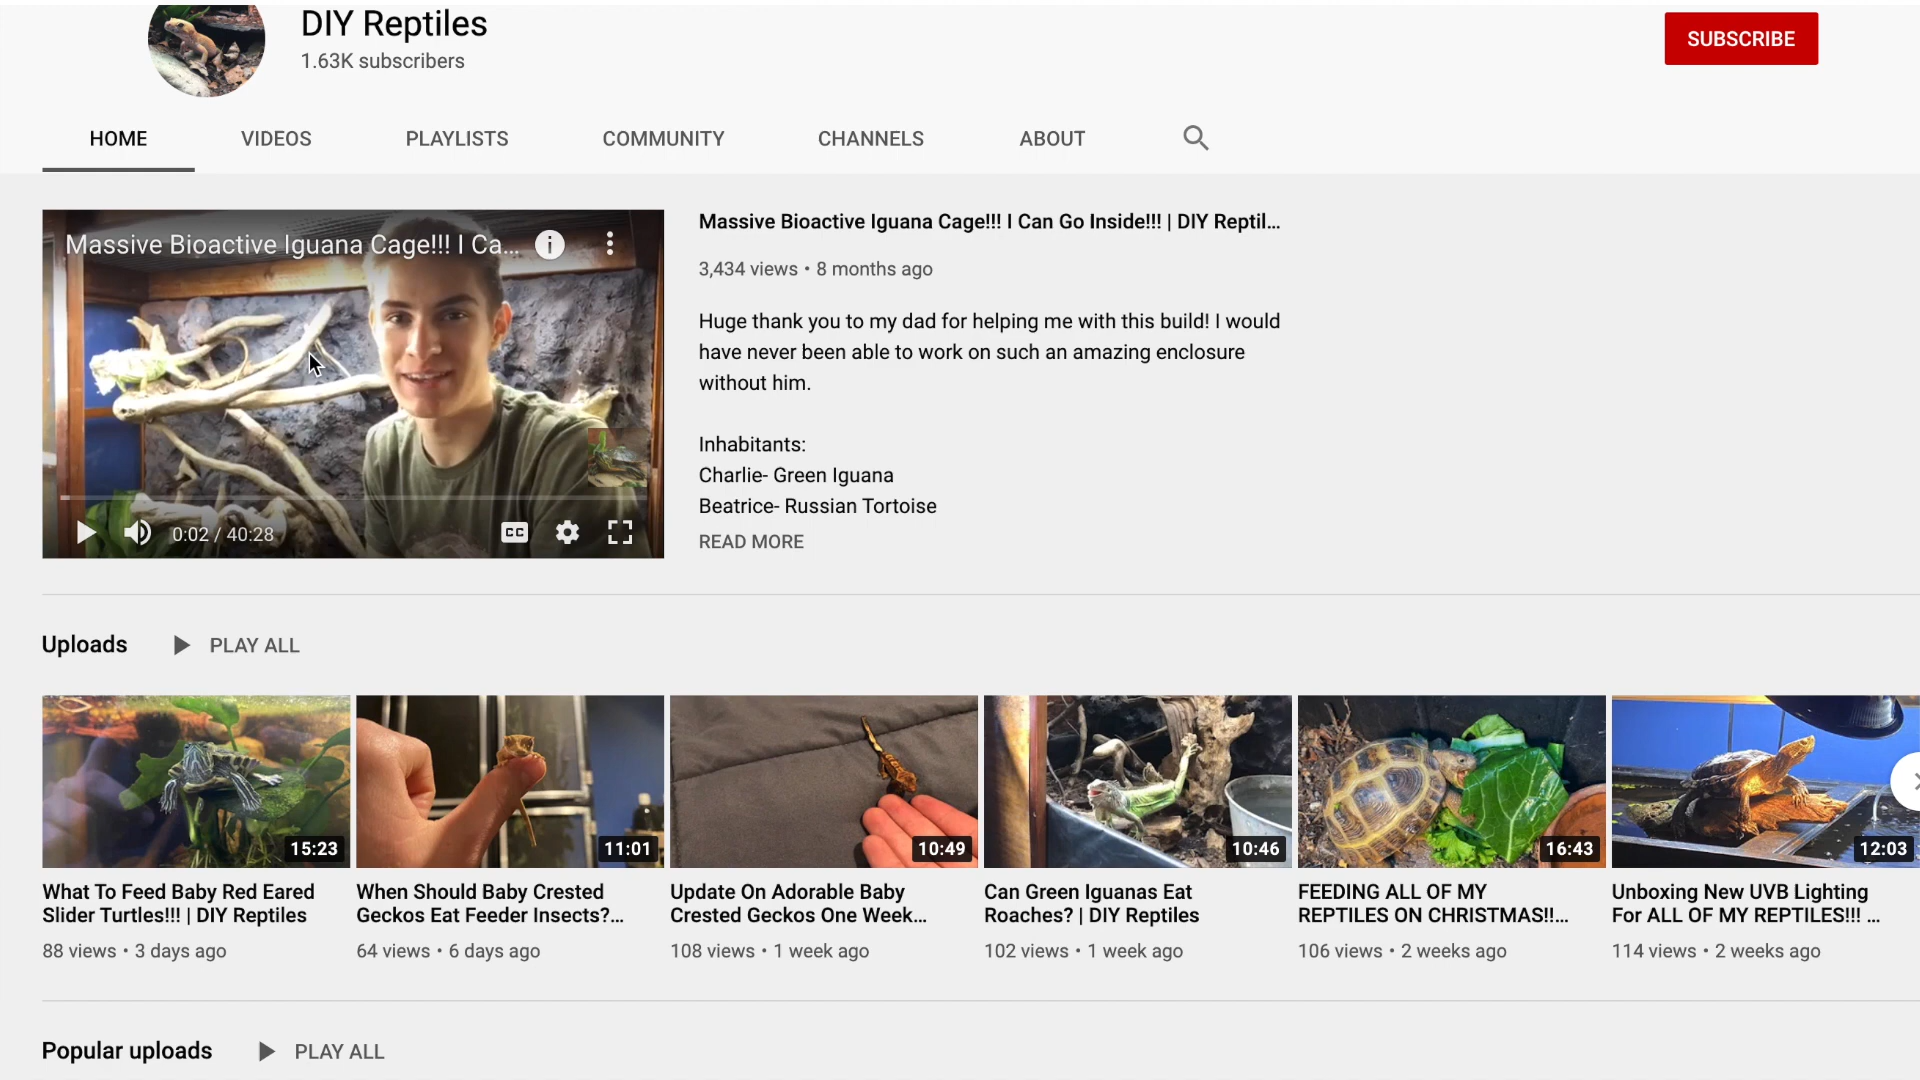 DIY Reptiles
1.63K subscribers
SUBSCRIBE
HOME
VIDEOS
PLAYLISTS
COMMUNITY
CHANNELS
ABOUT
Massive Bioactive Iguana Cage!!! I Ca...
0:02 / 40:28
CC
Massive Bioactive Iguana Cage!!! I Can Go Inside!!! | DIY Reptil...
3,434 views • 8 months ago
Huge thank you to my dad for helping me with this build! I would
have never been able to work on such an amazing enclosure
without him.
Inhabitants:
Charlie- Green Iguana
Beatrice- Russian Tortoise
READ MORE
Uploads
PLAY ALL
15:23
What To Feed Baby Red Eared
Slider Turtles!!! | DIY Reptiles
88 views • 3 days ago
11:01
When Should Baby Crested
Geckos Eat Feeder Insects?...
64 views • 6 days ago
10:49
Update On Adorable Baby
Crested Geckos One Week...
108 views • 1 week ago
10:46
Can Green Iguanas Eat
Roaches? | DIY Reptiles
102 views • 1 week ago
16:43
FEEDING ALL OF MY
REPTILES ON CHRISTMAS!!...
106 views • 2 weeks ago
12:03
Unboxing New UVB Lighting
For ALL OF MY REPTILES!!! ...
114 views • 2 weeks ago
Popular uploads
PLAY ALL